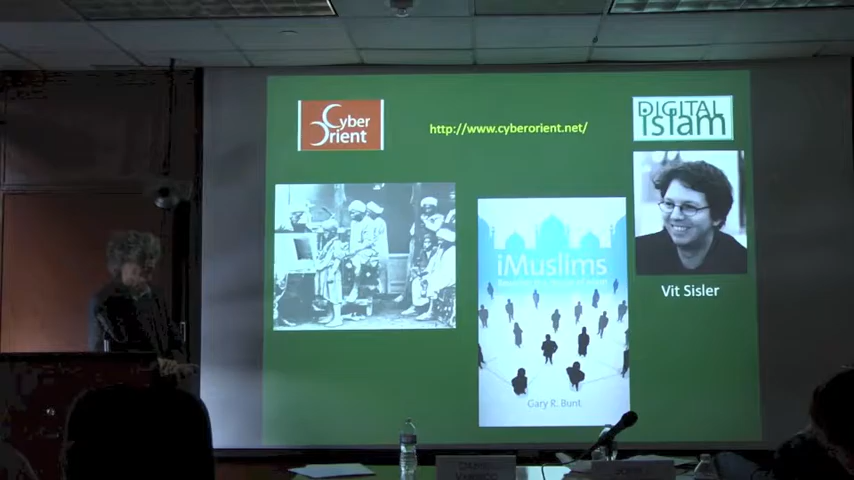 Cyber
Orient
http://www.cyberorient.net/
DIGITAL
islam
iMuslims
Gary R. Bunt
Vit Sisler